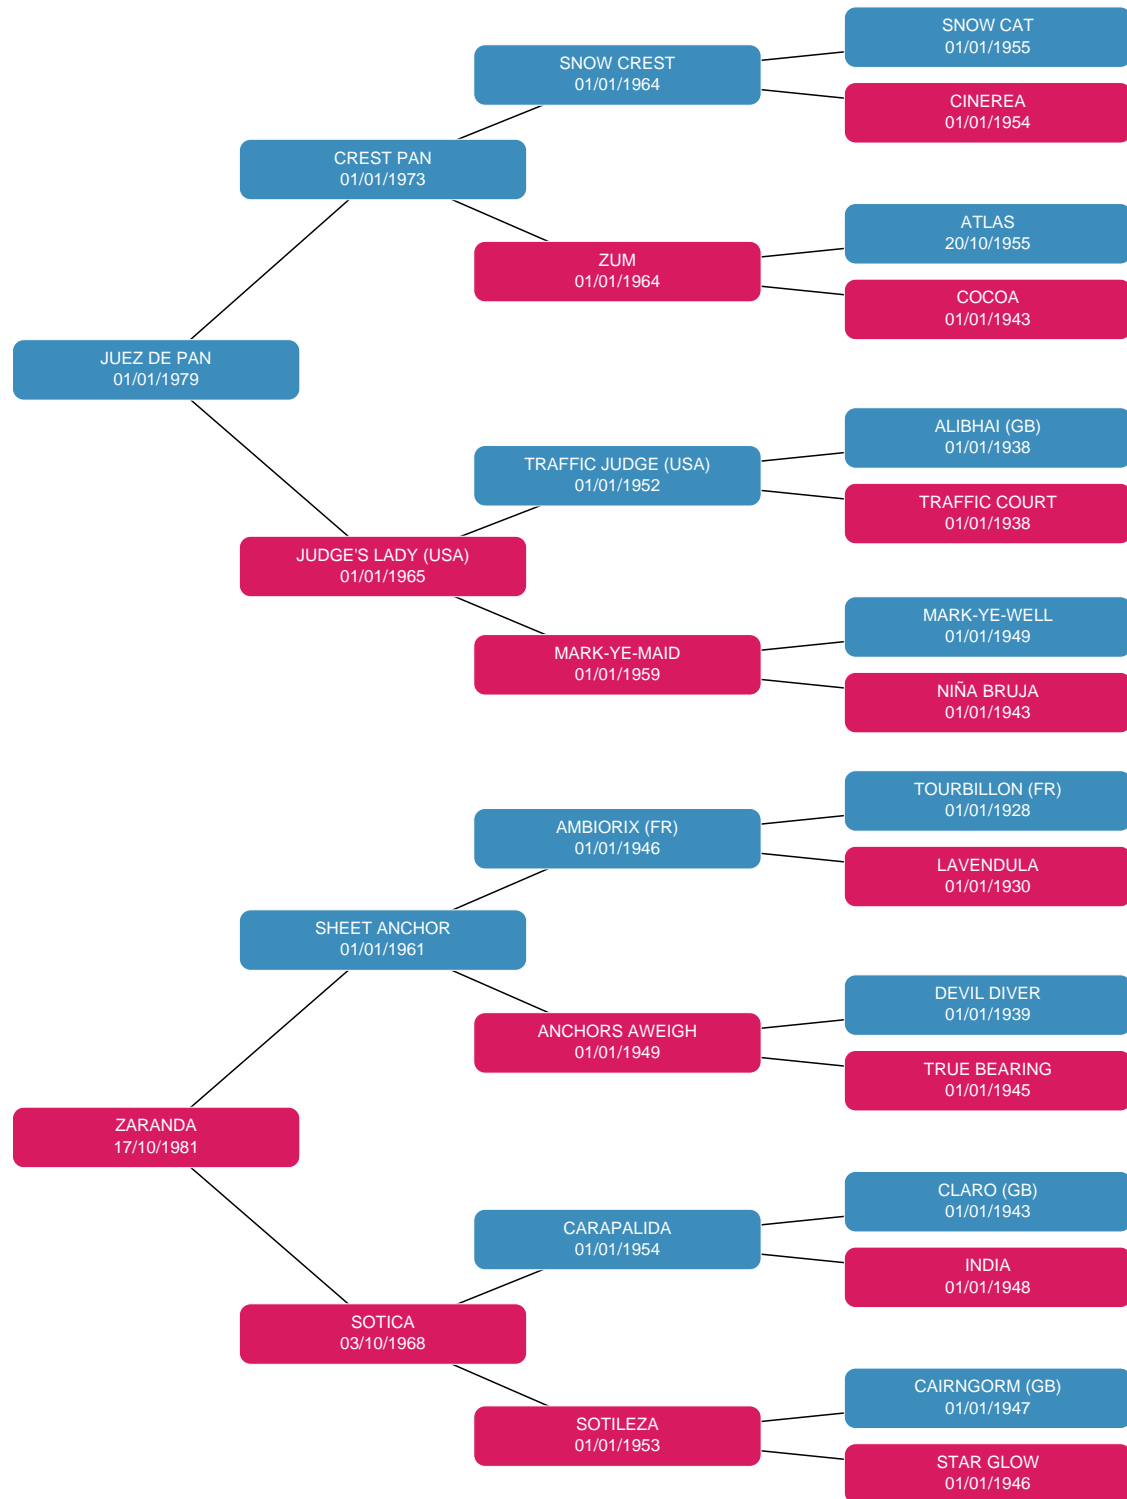 SNOW CAT
01/01/1955
SNOW CREST
01/01/1964
CINEREA
01/01/1954
CREST PAN
01/01/1973
ATLAS
20/10/1955
ZUM
01/01/1964
COCOA
01/01/1943
JUEZ DE PAN
01/01/1979
ALIBHAI (GB)
01/01/1938
TRAFFIC JUDGE (USA)
01/01/1952
TRAFFIC COURT
01/01/1938
JUDGE'S LADY (USA)
01/01/1965
MARK-YE-WELL
01/01/1949
MARK-YE-MAID
01/01/1959
NIÑA BRUJA
01/01/1943
TOURBILLON (FR)
01/01/1928
AMBIORIX (FR)
01/01/1946
LAVENDULA
01/01/1930
SHEET ANCHOR
01/01/1961
DEVIL DIVER
01/01/1939
ANCHORS AWEIGH
01/01/1949
TRUE BEARING
01/01/1945
ZARANDA
17/10/1981
CLARO (GB)
01/01/1943
CARAPALIDA
01/01/1954
INDIA
01/01/1948
SOTICA
03/10/1968
CAIRNGORM (GB)
01/01/1947
SOTILEZA
01/01/1953
STAR GLOW
01/01/1946